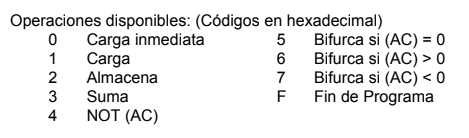 Operaciones disponibles: (Códigos en hexadecimal)
0 Carga inmediata 5 Bifurca si (AC) = 0
1 Carga 6 Bifurca si (AC) > 0
2 Almacena 7 Bifurca si (AC) < 0
3 Suma F Fin de Programa
4 NOT (AC)